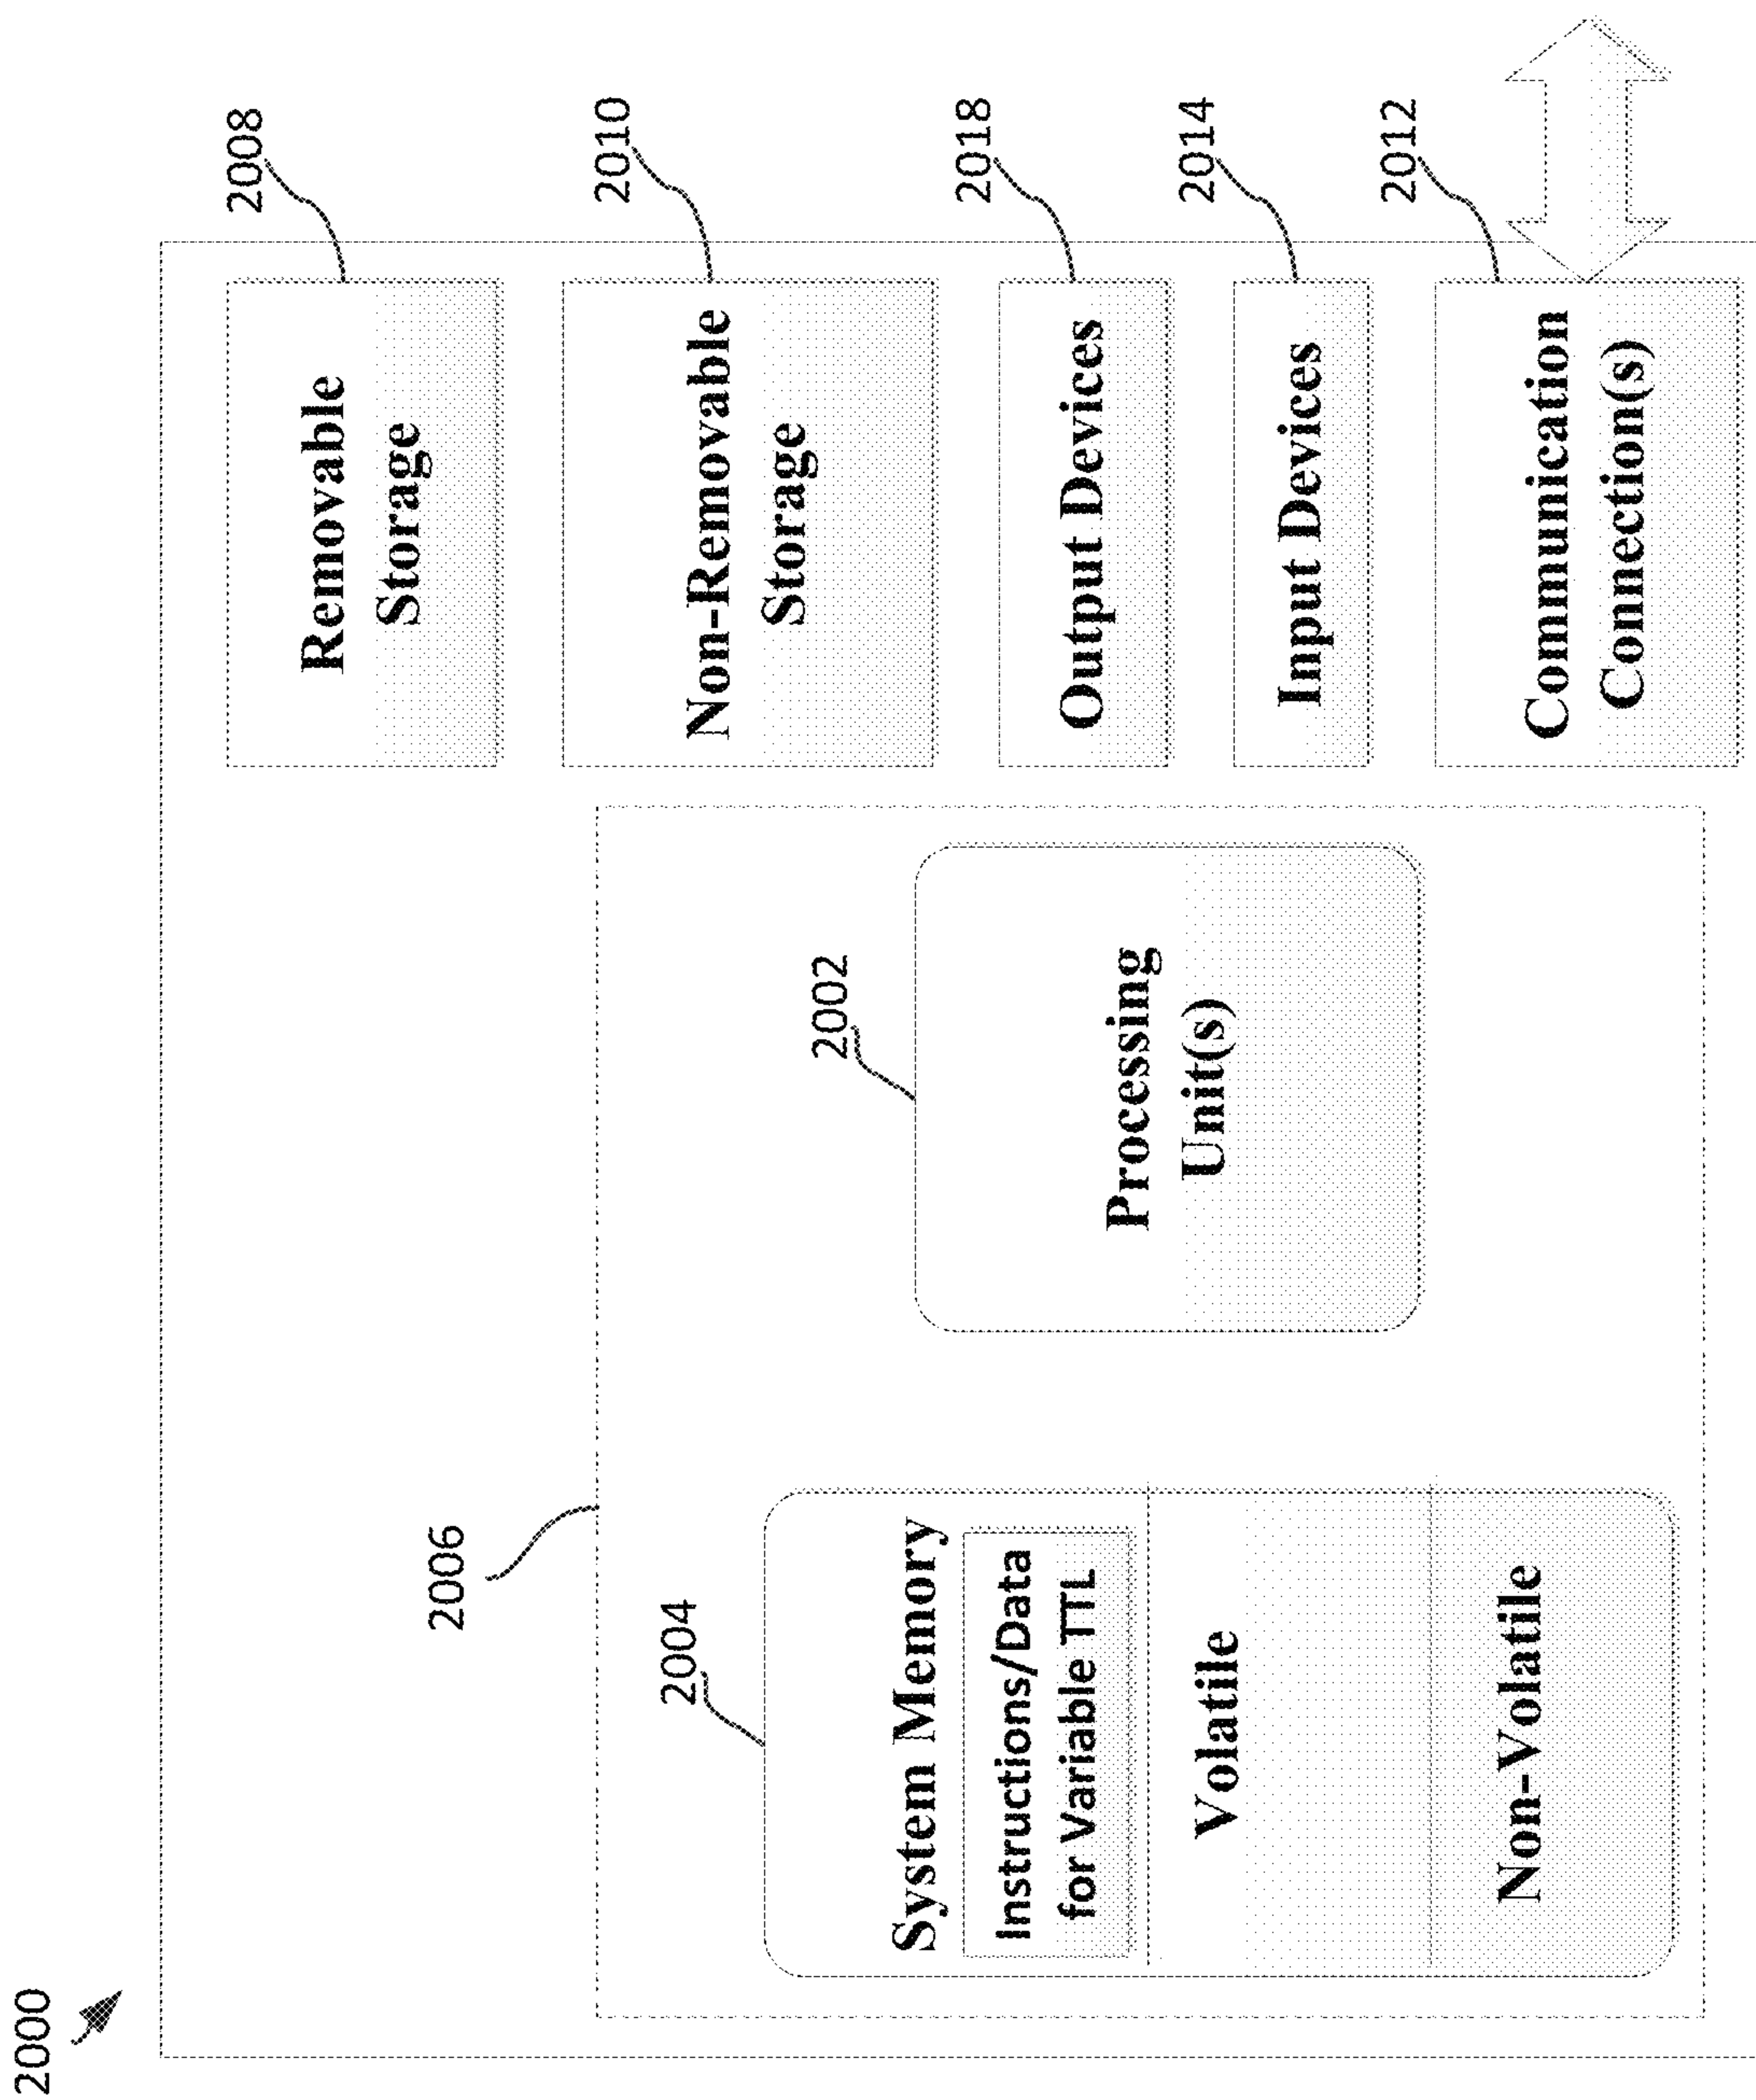 2000
2006
2004
System Memory
Instructions/Data
for Variable TTL
Volatile
Non-Volatile
2002
Processing
Unit(s)
Removable
Storage
2008
Non-Removable
Storage
2010
Output Devices
2018
Input Devices
2014
Communication
Connection(s)
2012